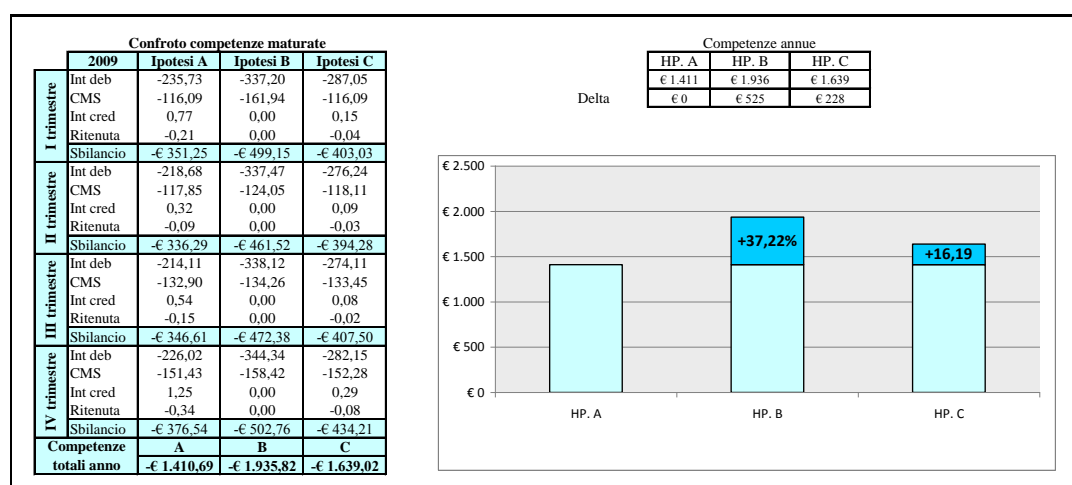 Confroto competenze maturate
2009 Ipotesi A Ipotesi B Ipotesi C
I trimestre
Int deb -235,73 -337,20 -287,05
CMS -116,09 -161,94 -116,09
Int cred 0,77 0,00 0,15
Ritenuta -0,21 0,00 -0,04
Sbilancio -€ 351,25 -€ 499,15 -€ 403,03
II trimestre
Int deb -218,68 -337,47 -276,24
CMS -117,85 -124,05 -118,11
Int cred 0,32 0,00 0,09
Ritenuta -0,09 0,00 -0,03
Sbilancio -€ 336,29 -€ 461,52 -€ 394,28
III trimestre
Int deb -214,11 -338,12 -274,11
CMS -132,90 -134,26 -133,45
Int cred 0,54 0,00 0,08
Ritenuta -0,15 0,00 -0,02
Sbilancio -€ 346,61 -€ 472,38 -€ 407,50
IV trimestre
Int deb -226,02 -344,34 -282,15
CMS -151,43 -158,42 -152,28
Int cred 1,25 0,00 0,29
Ritenuta -0,34 0,00 -0,08
Sbilancio -€ 376,54 -€ 502,76 -€ 434,21
Competenze A B C
totali anno -€ 1.410,69 -€ 1.935,82 -€ 1.639,02
Competenze annue
HP. A HP. B HP. C
€ 1.411 € 1.936 € 1.639
Delta € 0 € 525 € 228
€ 2.500
€ 2.000
€ 1.500
€ 1.000
€ 500
€ 0
+37,22%
+16,19
HP. A HP. B HP. C